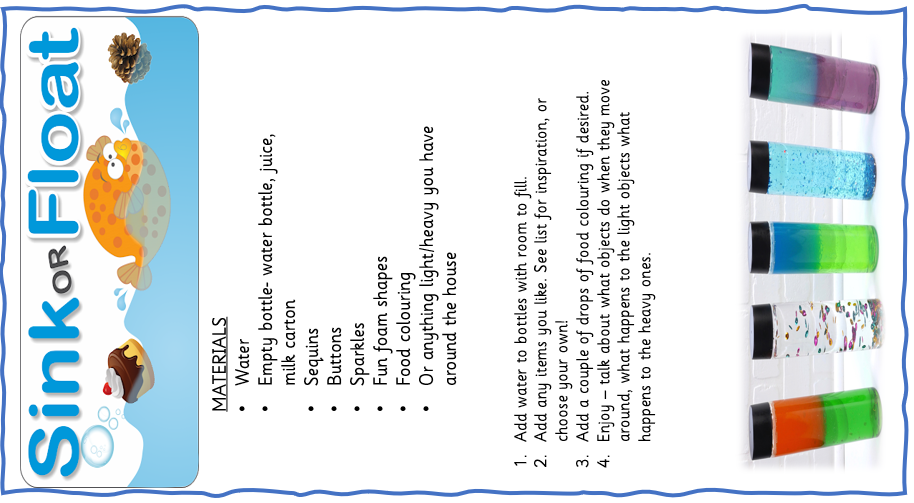 Sink OR Float
MATERIALS
• Water
• Empty bottle- water bottle, juice,
milk carton
• Sequins
• Buttons
• Sparkles
• Fun foam shapes
• Food colouring
• Or anything light/heavy you have
around the house
1. Add water to bottles with room to fill.
2. Add any items you like. See list for inspiration, or
choose your own!
3. Add a couple of drops of food colouring if desired.
4. Enjoy – talk about what objects do when they move
around, what happens to the light objects what
happens to the heavy ones.